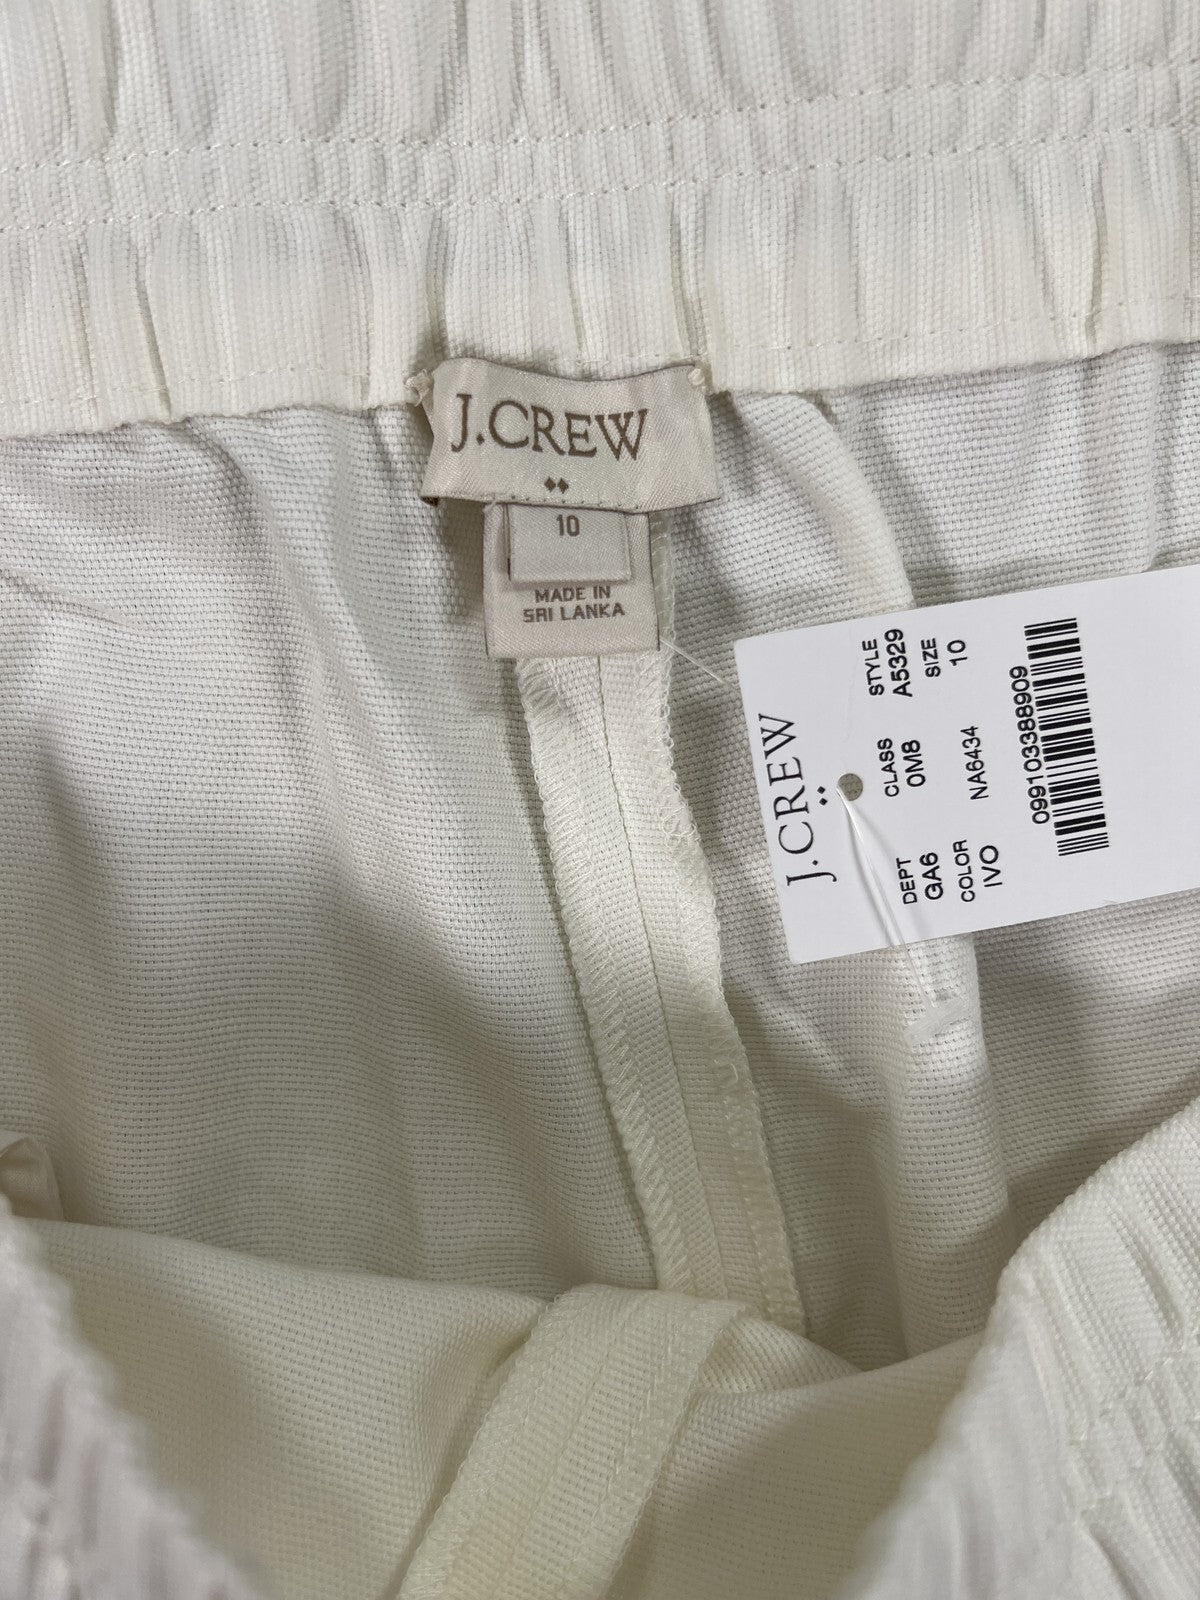 J.CREW
10
MADE IN
SRI LANKA
J.CREW
DEPT CLASS STYLE
GA6 0M8 A5329
COLOR SIZE
IVO NA6434 10
099103388909